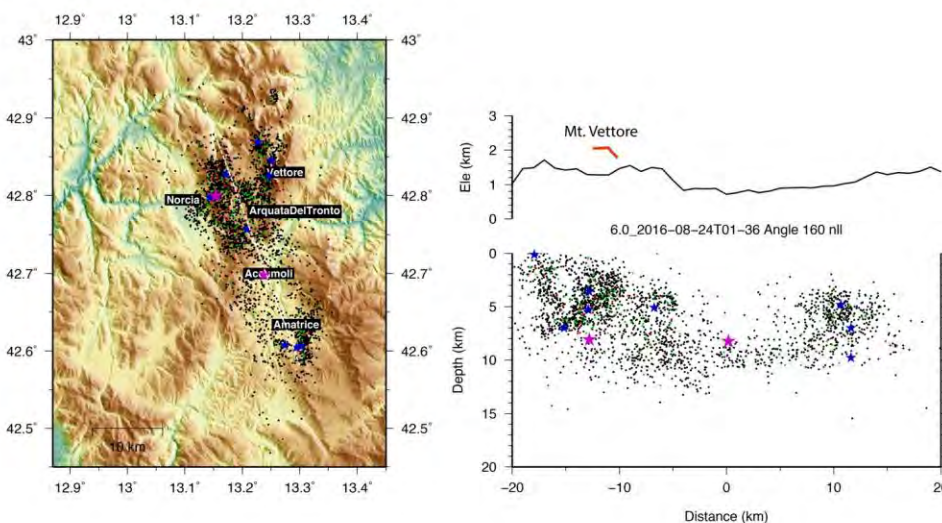 12.9° 13° 13.1° 13.2° 13.3° 13.4°
43° 43°
42.9° 42.9°
Vettore
42.8° Norcia 42.8°
ArquataDelTronto
42.7° Accumoli 42.7°
Amatrice
42.6° 42.6°
42.5° 42.5°
10 km
12.9° 13° 13.1° 13.2° 13.3° 13.4°
3
2
1
0
Ele (km)
Mt. Vettore
6.0_2016-08-24T01-36 Angle 160 nll
0
5
10
15
20
Depth (km)
-20 -10 0 10 20
Distance (km)